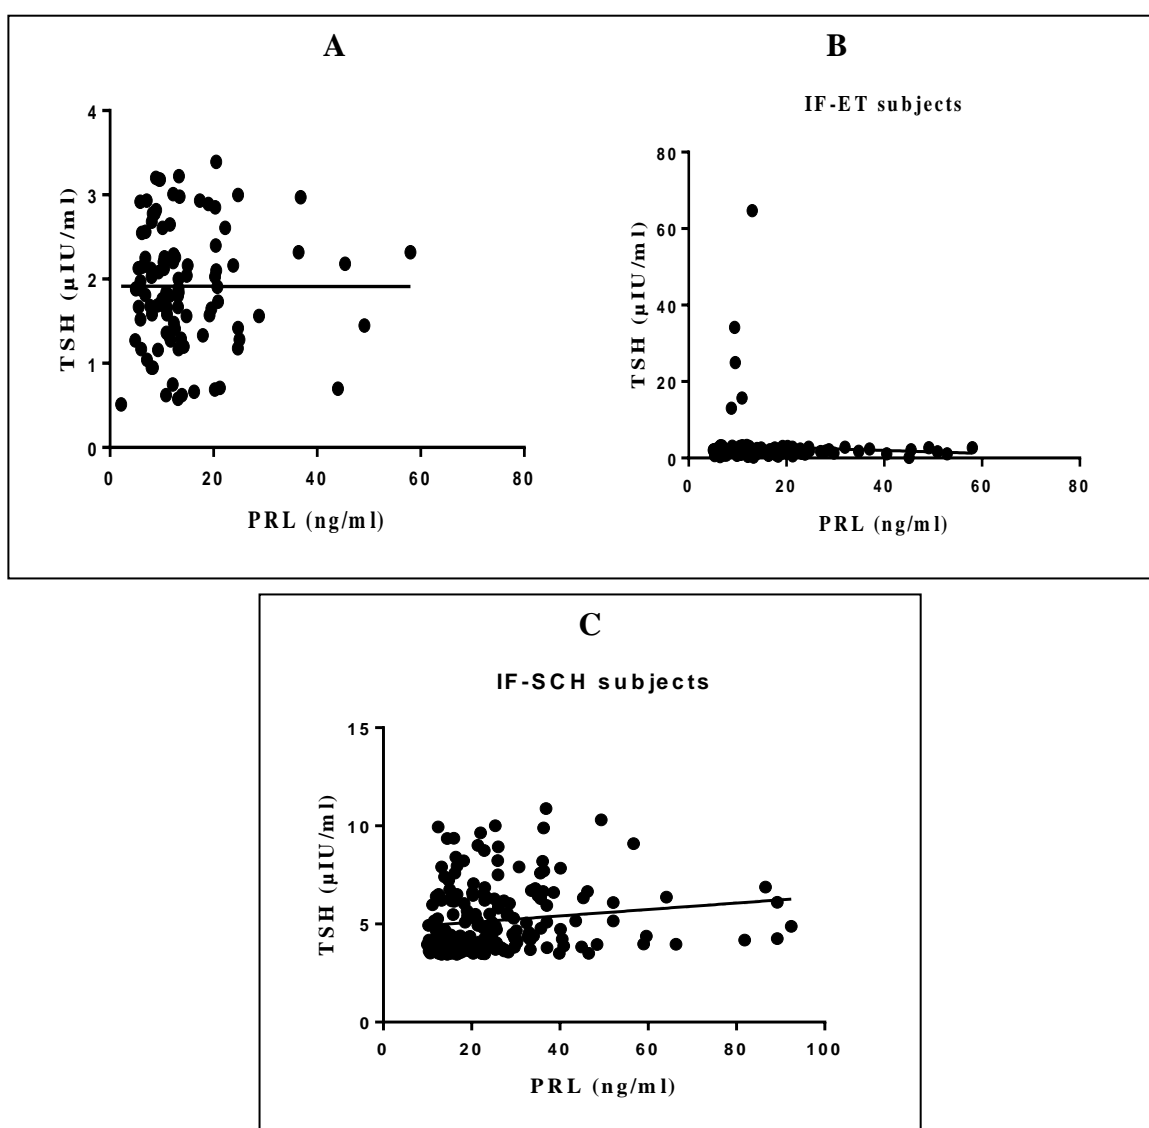 A
4
3
2
1
0
0 20 40 60 80
TSH (µIU/ml)
PRL (ng/ml)
B
IF-ET subjects
80
60
40
20
0
0 20 40 60 80
TSH (µIU/ml)
PRL (ng/ml)
C
IF-SCH subjects
15
10
5
0
0 20 40 60 80 100
TSH (µIU/ml)
PRL (ng/ml)